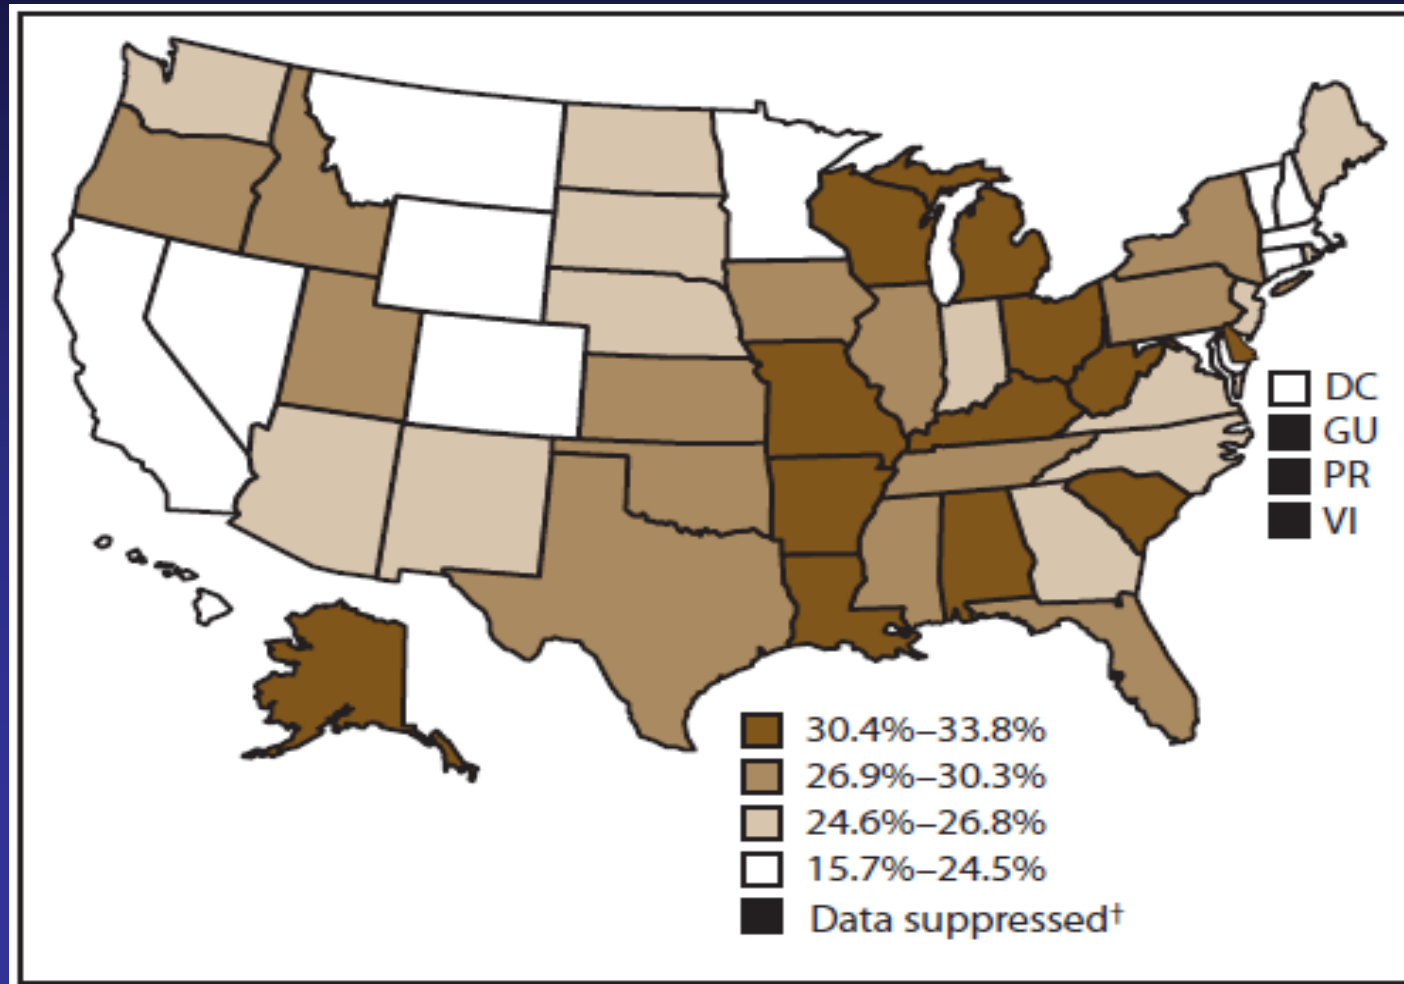 DC
GU
PR
VI
30.4%–33.8%
26.9%–30.3%
24.6%–26.8%
15.7%–24.5%
Data suppressed†